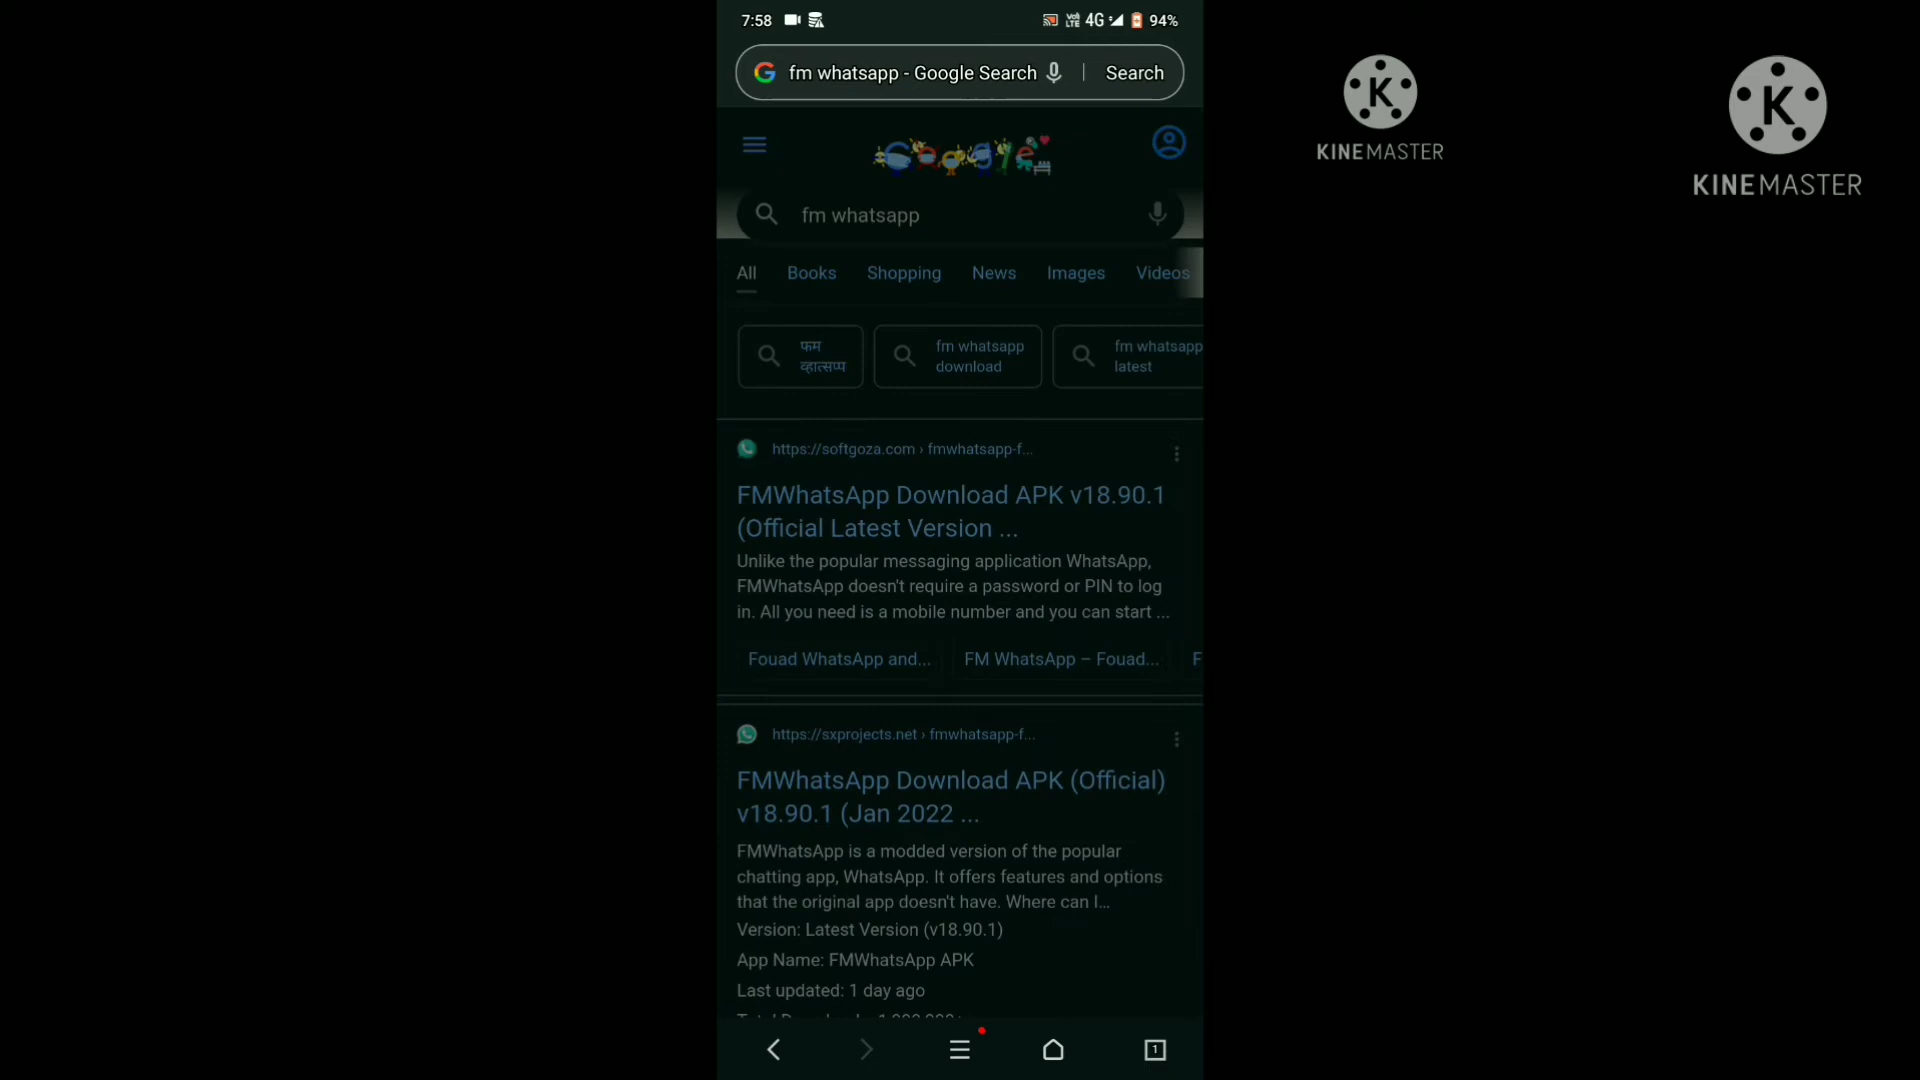 7:58
Vo) LTE 4G 94%
fm whatsapp - Google Search Search
Google
fm whatsapp
All Books Shopping News Images Videos
फम
व्हात्सप्प
fm whatsapp
download
fm whatsapp
latest
https://softgoza.com › fmwhatsapp-f...
FMWhatsApp Download APK v18.90.1
(Official Latest Version ...
Unlike the popular messaging application WhatsApp,
FMWhatsApp doesn't require a password or PIN to log
in. All you need is a mobile number and you can start ...
Fouad WhatsApp and... FM WhatsApp – Fouad... F
https://sxprojects.net › fmwhatsapp-f...
FMWhatsApp Download APK (Official)
v18.90.1 (Jan 2022 ...
FMWhatsApp is a modded version of the popular
chatting app, WhatsApp. It offers features and options
that the original app doesn't have. Where can I...
Version: Latest Version (v18.90.1)
App Name: FMWhatsApp APK
Last updated: 1 day ago
1
K
KINEMASTER
K
KINEMASTER